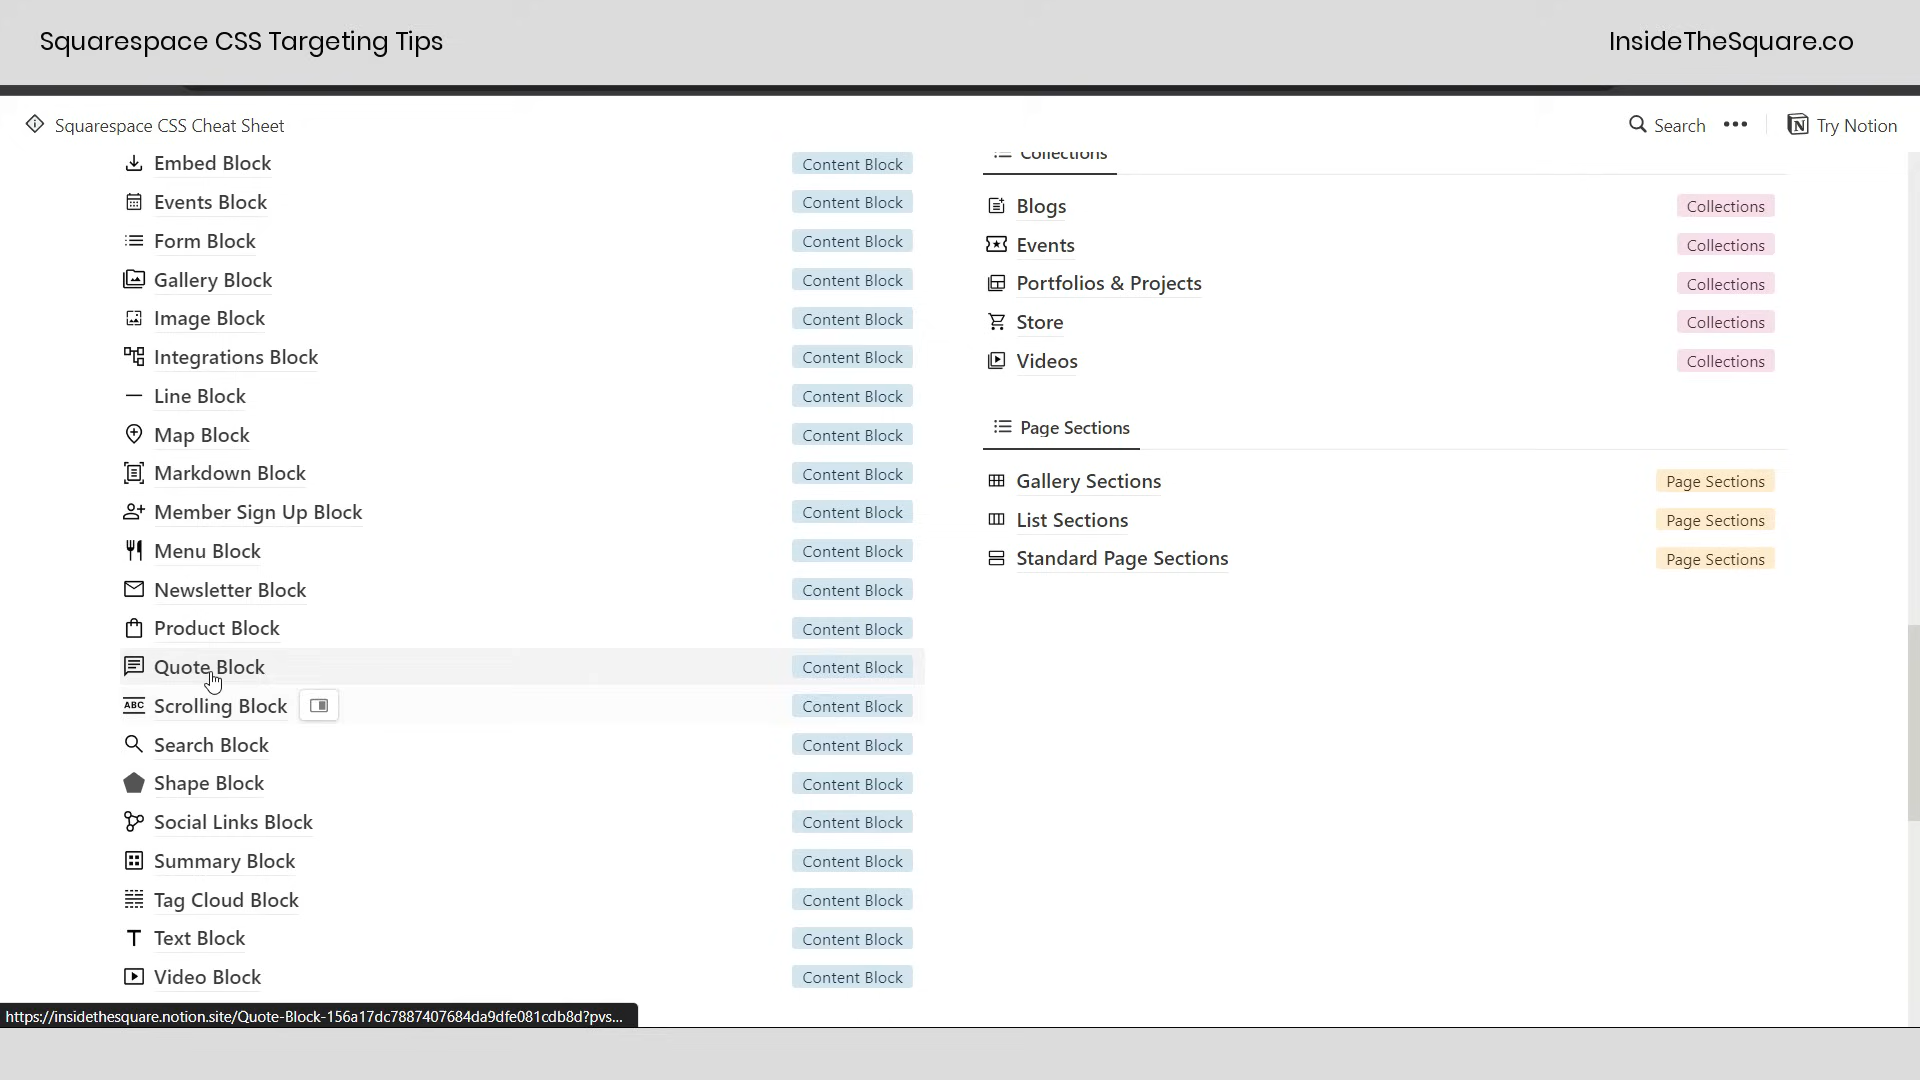 Squarespace CSS Targeting Tips
InsideTheSquare.co
Squarespace CSS Cheat Sheet
Search
Try Notion
Embed Block Content Block
Events Block Content Block
Form Block Content Block
Gallery Block Content Block
Image Block Content Block
Integrations Block Content Block
Line Block Content Block
Map Block Content Block
Markdown Block Content Block
Member Sign Up Block Content Block
Menu Block Content Block
Newsletter Block Content Block
Product Block Content Block
Quote Block Content Block
ABC Scrolling Block Content Block
Search Block Content Block
Shape Block Content Block
Social Links Block Content Block
Summary Block Content Block
Tag Cloud Block Content Block
Text Block Content Block
Video Block Content Block
Collections
Blogs Collections
Events Collections
Portfolios & Projects Collections
Store Collections
Videos Collections
Page Sections
Gallery Sections Page Sections
List Sections Page Sections
Standard Page Sections Page Sections
https://insidethesquare.notion.site/Quote-Block-156a17dc7887407684da9dfe081cdb8d?pvs...